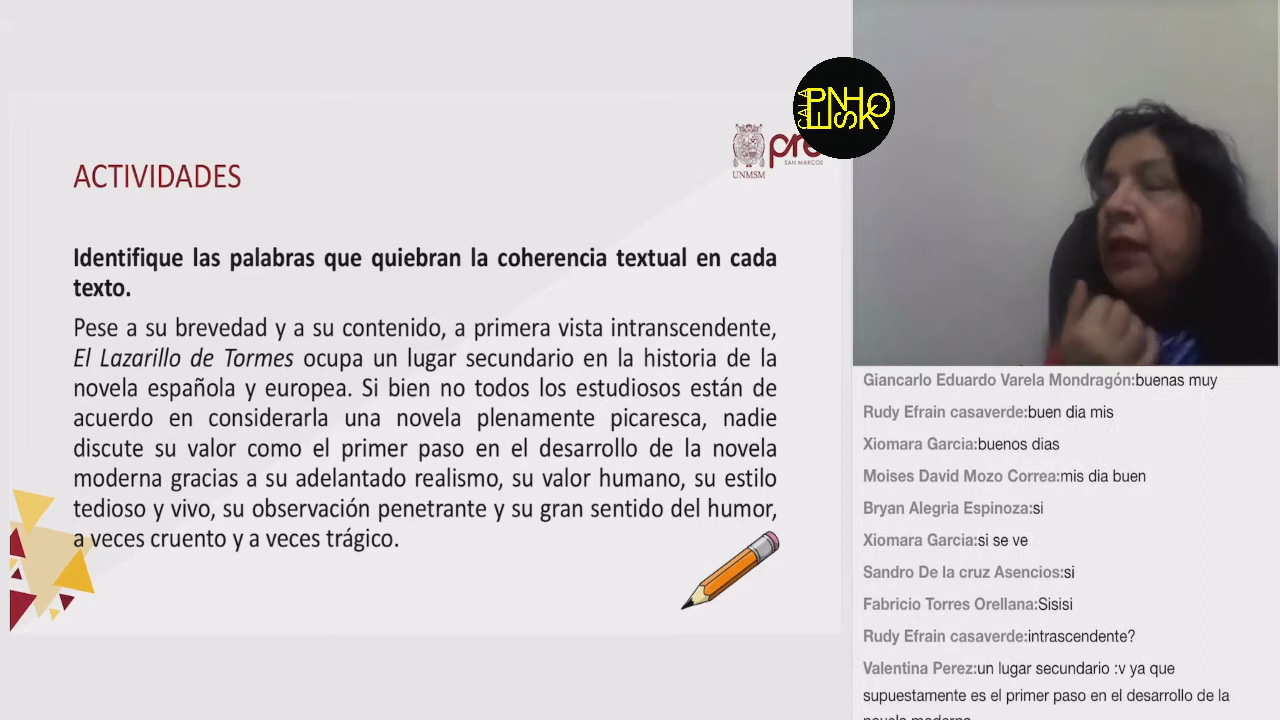 ACTIVIDADES
UNMSM
SAN MARCOS
CALA
Identifique las palabras que quiebran la coherencia textual en cada
texto.
Pese a su brevedad y a su contenido, a primera vista intranscendente,
El Lazarillo de Tormes ocupa un lugar secundario en la historia de la
novela española y europea. Si bien no todos los estudiosos están de
acuerdo en considerarla una novela plenamente picaresca, nadie
discute su valor como el primer paso en el desarrollo de la novela
moderna gracias a su adelantado realismo, su valor humano, su estilo
tedioso y vivo, su observación penetrante y su gran sentido del humor,
a veces cruento y a veces trágico.
Giancarlo Eduardo Varela Mondragón:buenas muy
Rudy Efrain casaverde:buen dia mis
Xiomara Garcia:buenos dias
Moises David Mozo Correa:mis dia buen
Bryan Alegria Espinoza:si
Xiomara Garcia:si se ve
Sandro De la cruz Asencios:si
Fabricio Torres Orellana:Sisisi
Rudy Efrain casaverde:intrascendente?
Valentina Perez:un lugar secundario :v ya que
supuestamente es el primer paso en el desarrollo de la
novela moderna